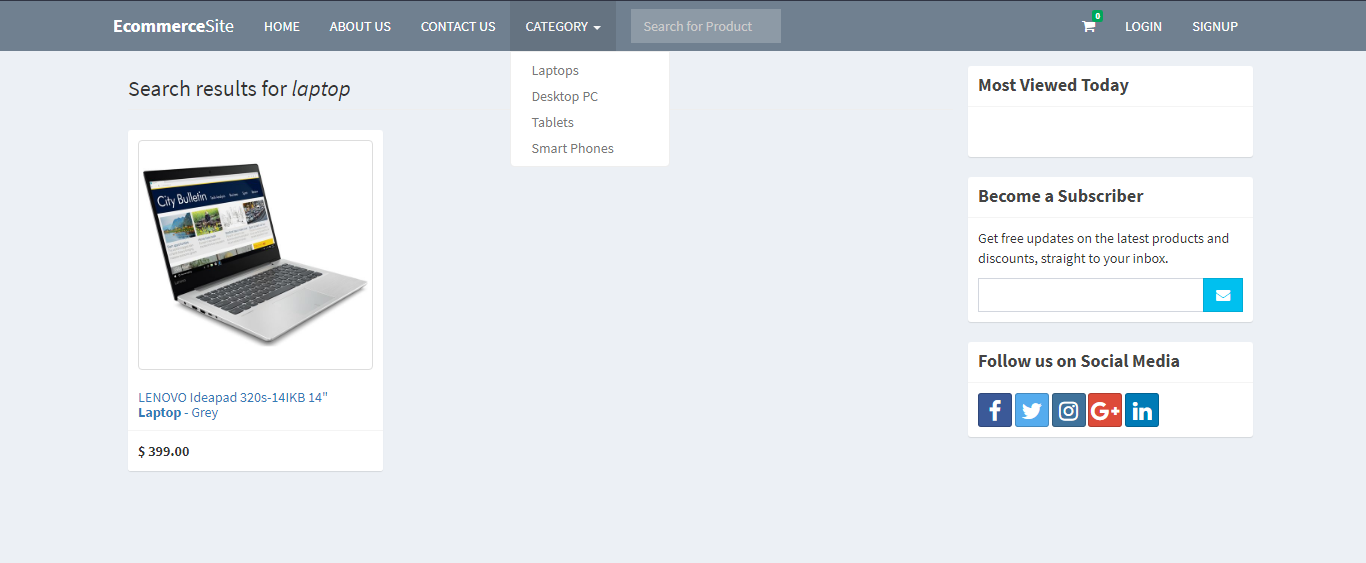 EcommerceSite HOME ABOUT US CONTACT US CATEGORY Search for Product 0 LOGIN SIGNUP
Laptops
Desktop PC
Tablets
Smart Phones
Search results for laptop
City Bulletin
LENOVO Ideapad 320s-14IKB 14"
Laptop - Grey
$ 399.00
Most Viewed Today
Become a Subscriber
Get free updates on the latest products and
discounts, straight to your inbox.
Follow us on Social Media
f G+ in